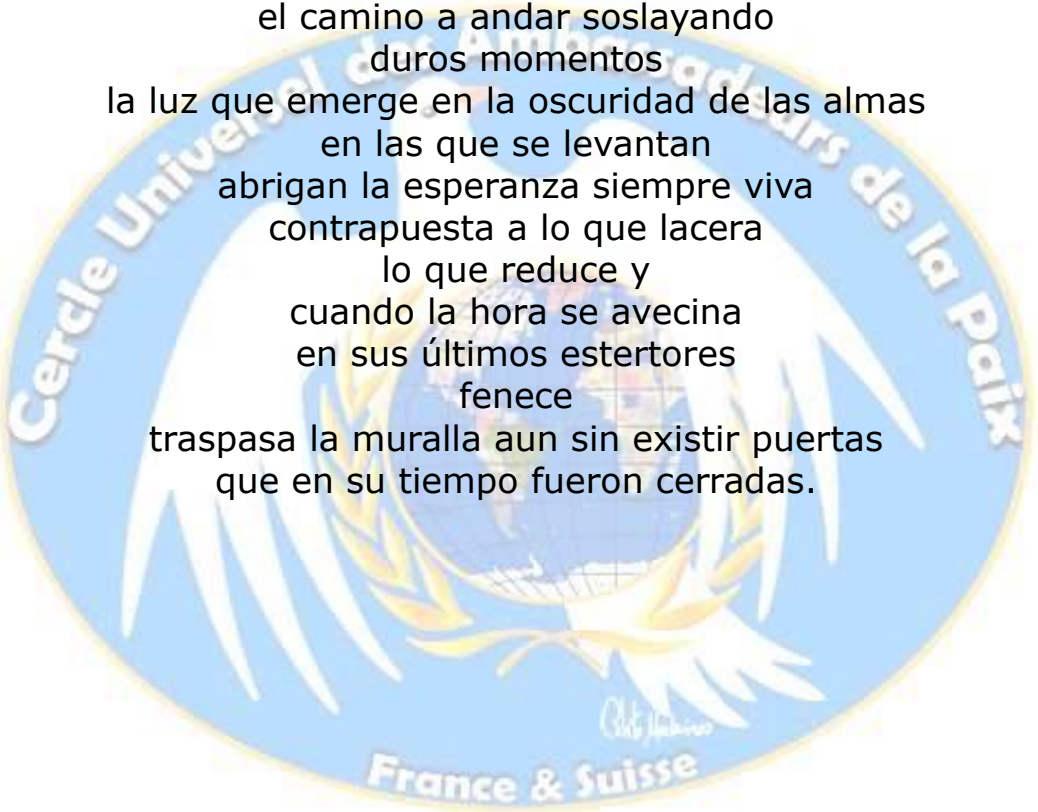 el camino a andar soslayando
duros momentos
la luz que emerge en la oscuridad de las almas
en las que se levantan
abrigan la esperanza siempre viva
contrapuesta a lo que lacera
lo que reduce y
cuando la hora se avecina
en sus últimos estertores
fenece
traspasa la muralla aun sin existir puertas
que en su tiempo fueron cerradas.
Cercle Universel des Ambassadeurs de la Paix
France & Suisse